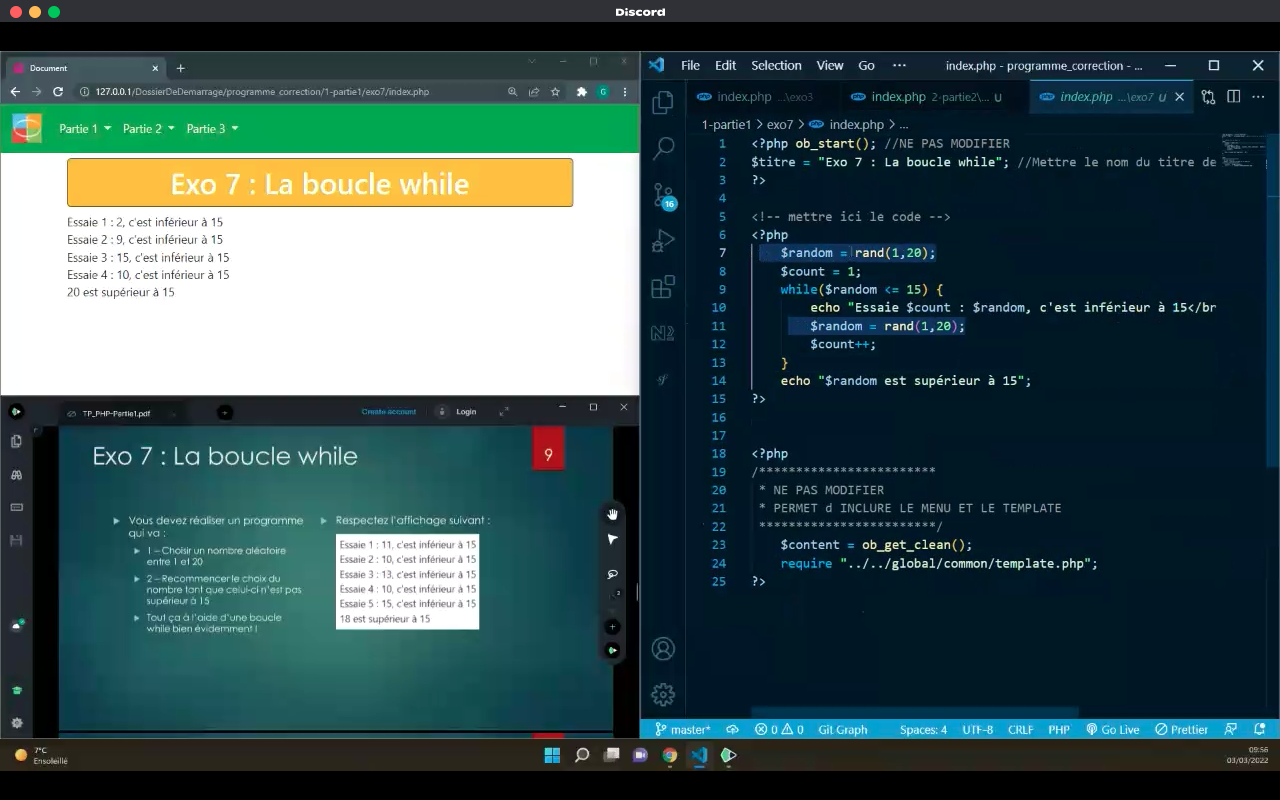 Discord
Document
127.0.0.1/DossierDeDemarrage/programme_correction/1-partie1/exo7/index.php
G
Partie 1
Partie 2
Partie 3
Exo 7 : La boucle while
Essaie 1 : 2, c'est inférieur à 15
Essaie 2 : 9, c'est inférieur à 15
Essaie 3 : 15, c'est inférieur à 15
Essaie 4 : 10, c'est inférieur à 15
20 est supérieur à 15
TP_PHP-Partie1.pdf
Create account
Login
Exo 7 : La boucle while
9
Vous devez réaliser un programme
qui va :
1 – Choisir un nombre aléatoire
entre 1 et 20
2 – Recommencer le choix du
nombre tant que celui-ci n'est pas
supérieur à 15
Tout ça à l'aide d'une boucle
while bien évidemment !
Respectez l'affichage suivant :
Essaie 1 : 11, c'est inférieur à 15
Essaie 2 : 10, c'est inférieur à 15
Essaie 3 : 13, c'est inférieur à 15
Essaie 4 : 10, c'est inférieur à 15
Essaie 5 : 15, c'est inférieur à 15
18 est supérieur à 15
File Edit Selection View Go ··· index.php - programme_correction - ...
php index.php ...\exo3
php index.php 2-partie2\... U
php index.php ...\exo7 U
1-partie1 > exo7 > php index.php > ...
16
1 <?php ob_start(); //NE PAS MODIFIER
2 $titre = "Exo 7 : La boucle while"; //Mettre le nom du titre de
3 ?>
4
5 <!-- mettre ici le code -->
6 <?php
7 $random = rand(1,20);
8 $count = 1;
9 while($random <= 15) {
10 echo "Essaie $count : $random, c'est inférieur à 15</br
11 $random = rand(1,20);
12 $count++;
13 }
14 echo "$random est supérieur à 15";
15 ?>
16
17
18 <?php
19 /************************
20 * NE PAS MODIFIER
21 * PERMET d INCLURE LE MENU ET LE TEMPLATE
22 ************************/
23 $content = ob_get_clean();
24 require "../../global/common/template.php";
25 ?>
master* 0 0 Git Graph Spaces: 4 UTF-8 CRLF PHP Go Live Prettier
7°C
Ensoleillé
09:56
03/03/2022